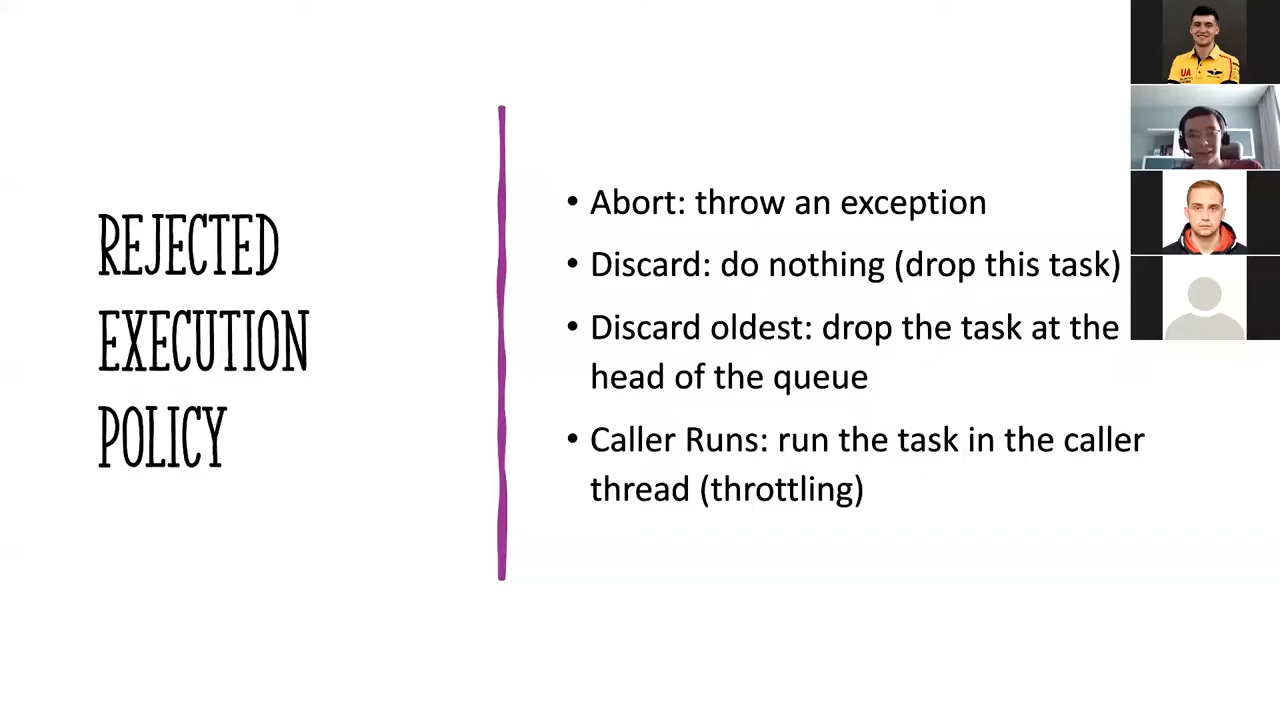 REJECTED
EXECUTION
POLICY
• Abort: throw an exception
• Discard: do nothing (drop this task)
• Discard oldest: drop the task at the
head of the queue
• Caller Runs: run the task in the caller
thread (throttling)
UA